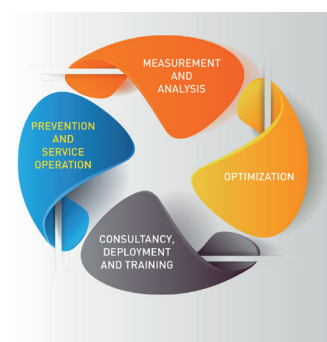 MEASUREMENT
AND
ANALYSIS
PREVENTION
AND
SERVICE
OPERATION
OPTIMIZATION
CONSULTANCY,
DEPLOYMENT
AND TRAINING